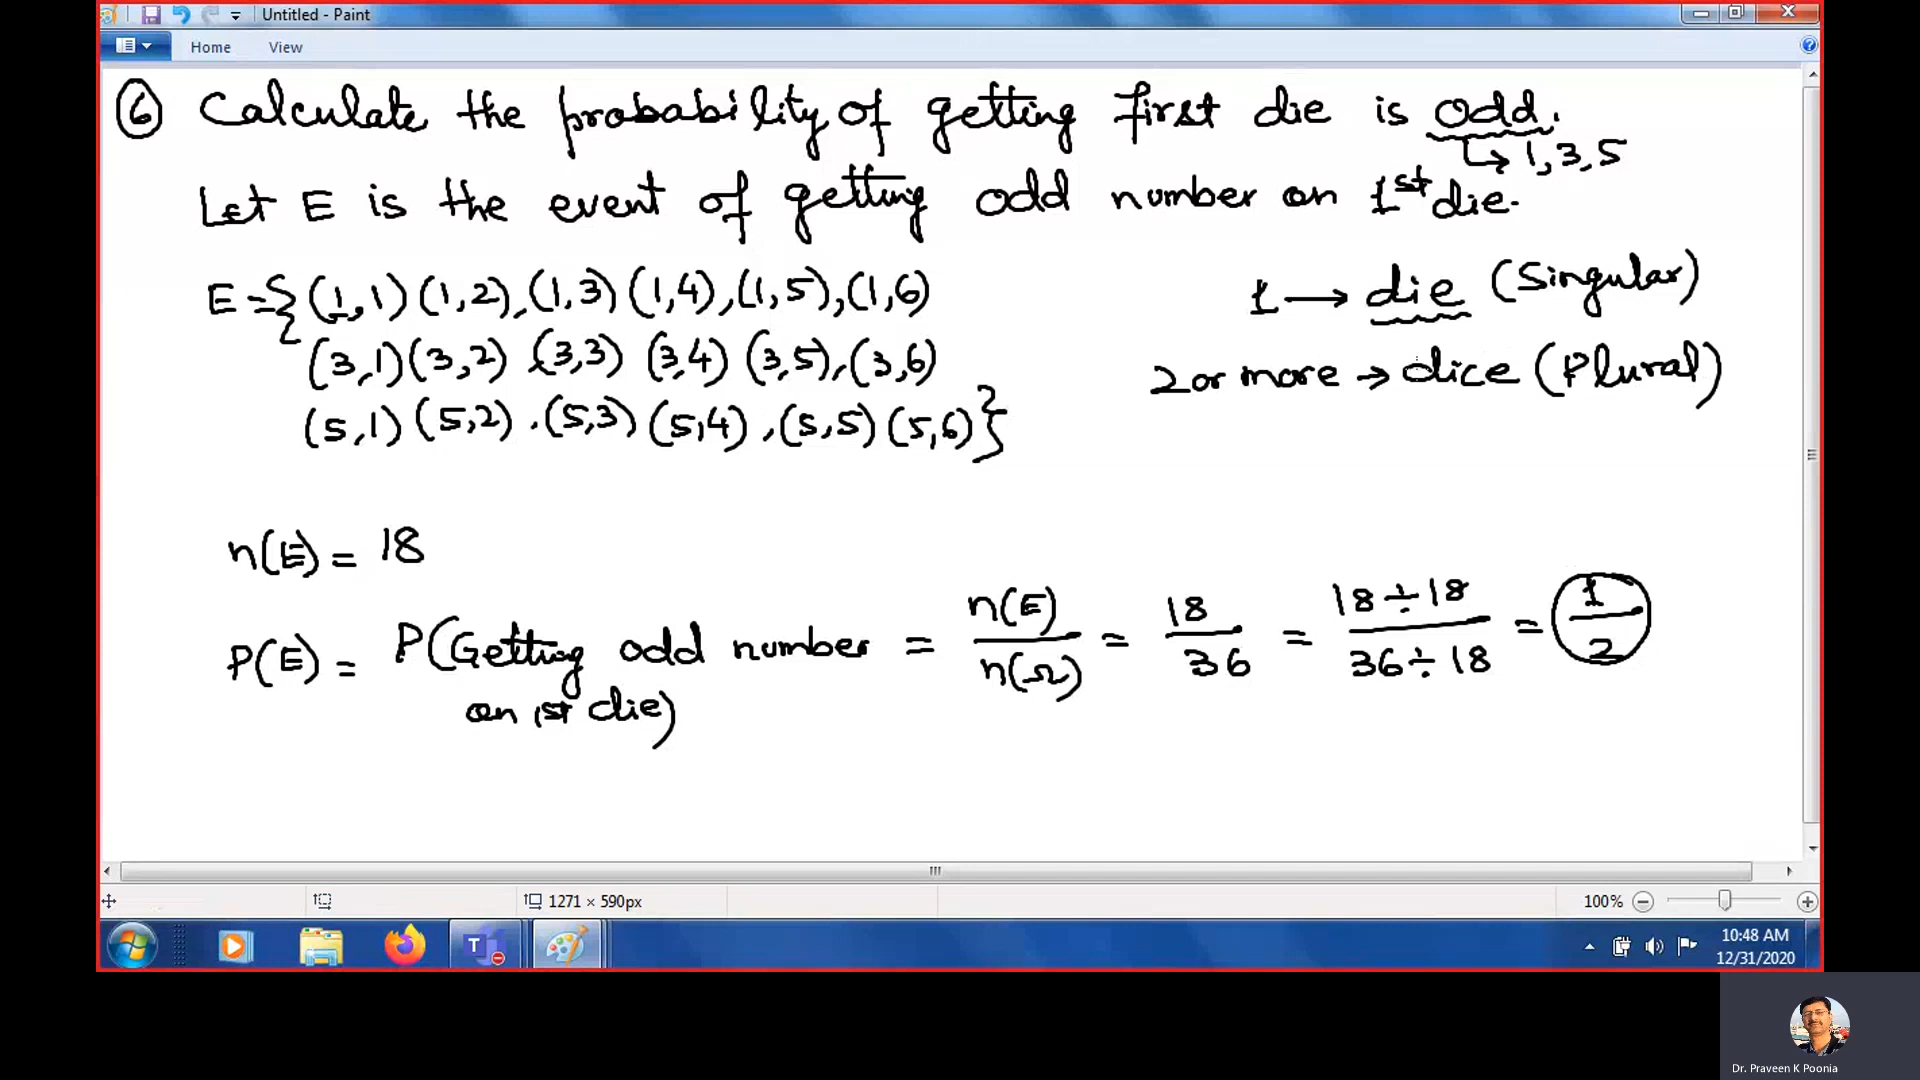 Untitled - Paint
Home View
6 Calculate the probability of getting first die is odd.
↳ 1, 3, 5
Let E is the event of getting odd number on 1st die.
E = { (1,1) (1,2), (1,3) (1,4), (1,5), (1,6)
(3,1) (3,2) (3,3) (3,4) (3,5), (3,6)
(5,1) (5,2) . (5,3) (5,4) , (5,5) (5,6) }
1 → die (Singular)
2 or more → dice (Plural)
n(E) = 18
P(E) = P(Getting odd number on 1st die) = n(E)/n(Ω) = 18/36 = 18÷18/36÷18 = 1/2
1271 × 590px
100%
T
10:48 AM
12/31/2020
Dr. Praveen K Poonia